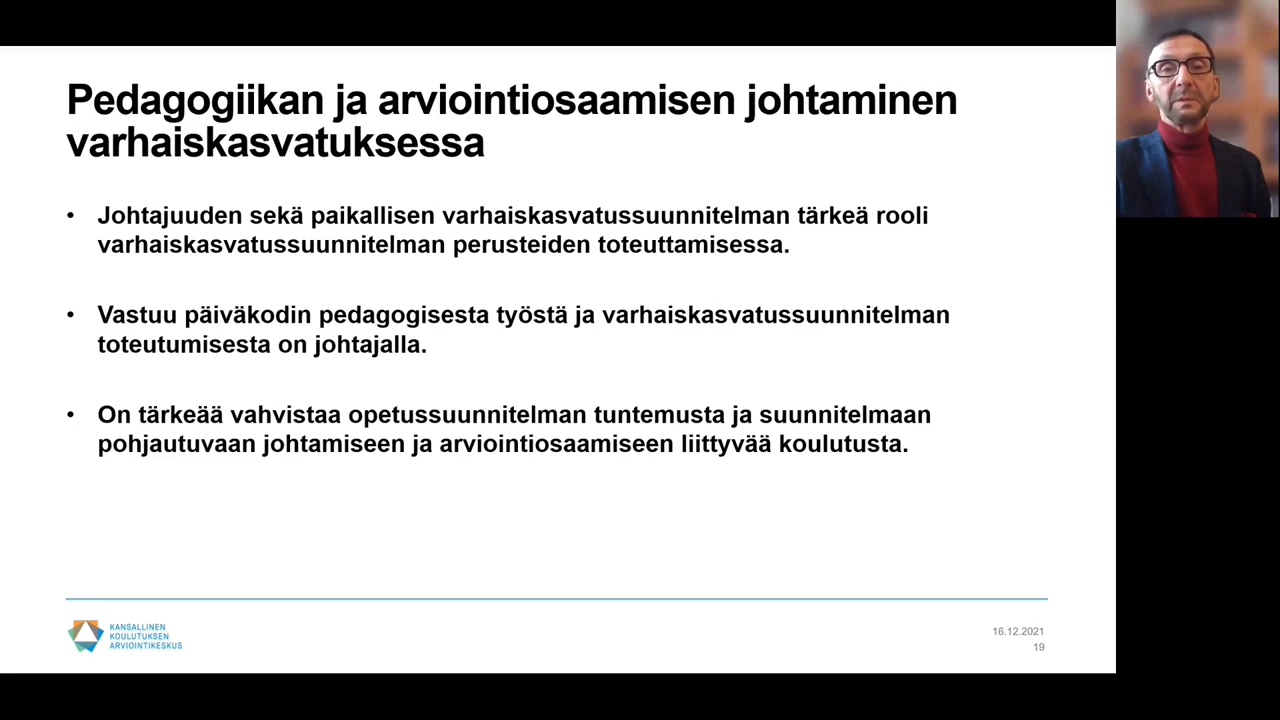 Pedagogiikan ja arviointiosaamisen johtaminen
varhaiskasvatuksessa
• Johtajuuden sekä paikallisen varhaiskasvatussuunnitelman tärkeä rooli
varhaiskasvatussuunnitelman perusteiden toteuttamisessa.
• Vastuu päiväkodin pedagogisesta työstä ja varhaiskasvatussuunnitelman
toteutumisesta on johtajalla.
• On tärkeää vahvistaa opetussuunnitelman tuntemusta ja suunnitelmaan
pohjautuvaan johtamiseen ja arviointiosaamiseen liittyvää koulutusta.
KANSALLINEN
KOULUTUKSEN
ARVIOINTIKESKUS
16.12.2021
19